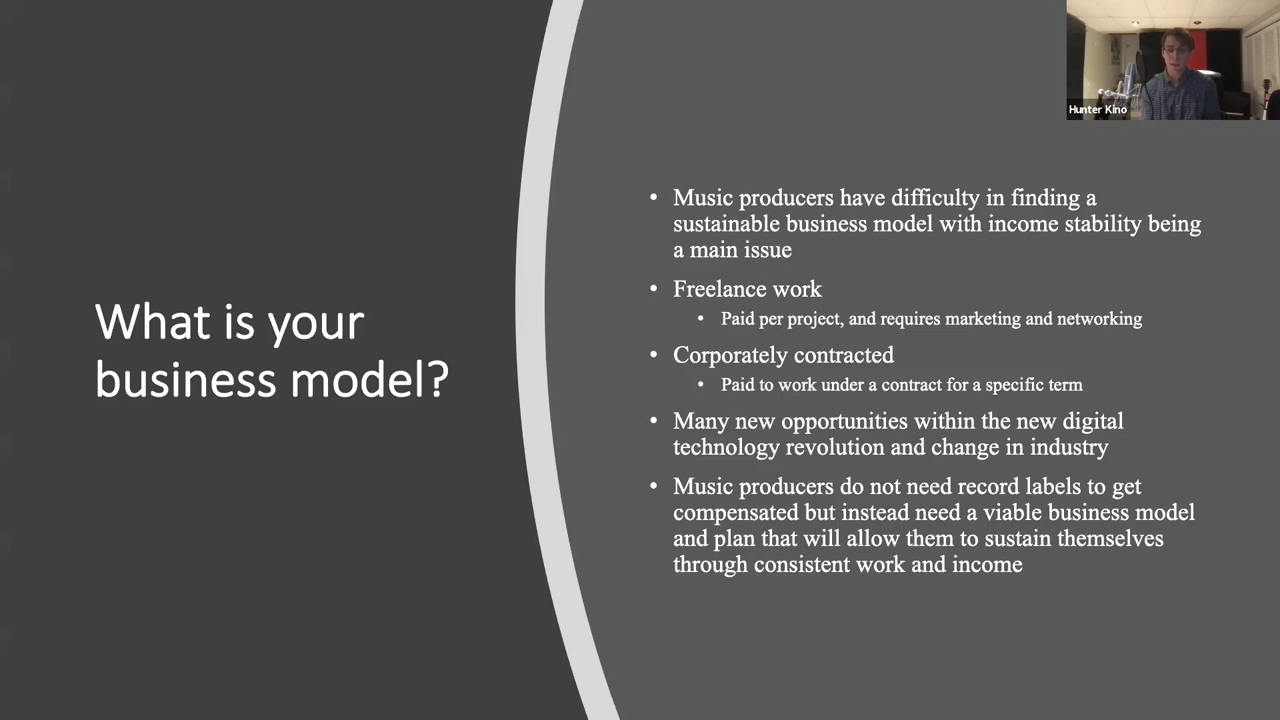 What is your
business model?
Hunter Kino
• Music producers have difficulty in finding a
sustainable business model with income stability being
a main issue
• Freelance work
• Paid per project, and requires marketing and networking
• Corporately contracted
• Paid to work under a contract for a specific term
• Many new opportunities within the new digital
technology revolution and change in industry
• Music producers do not need record labels to get
compensated but instead need a viable business model
and plan that will allow them to sustain themselves
through consistent work and income